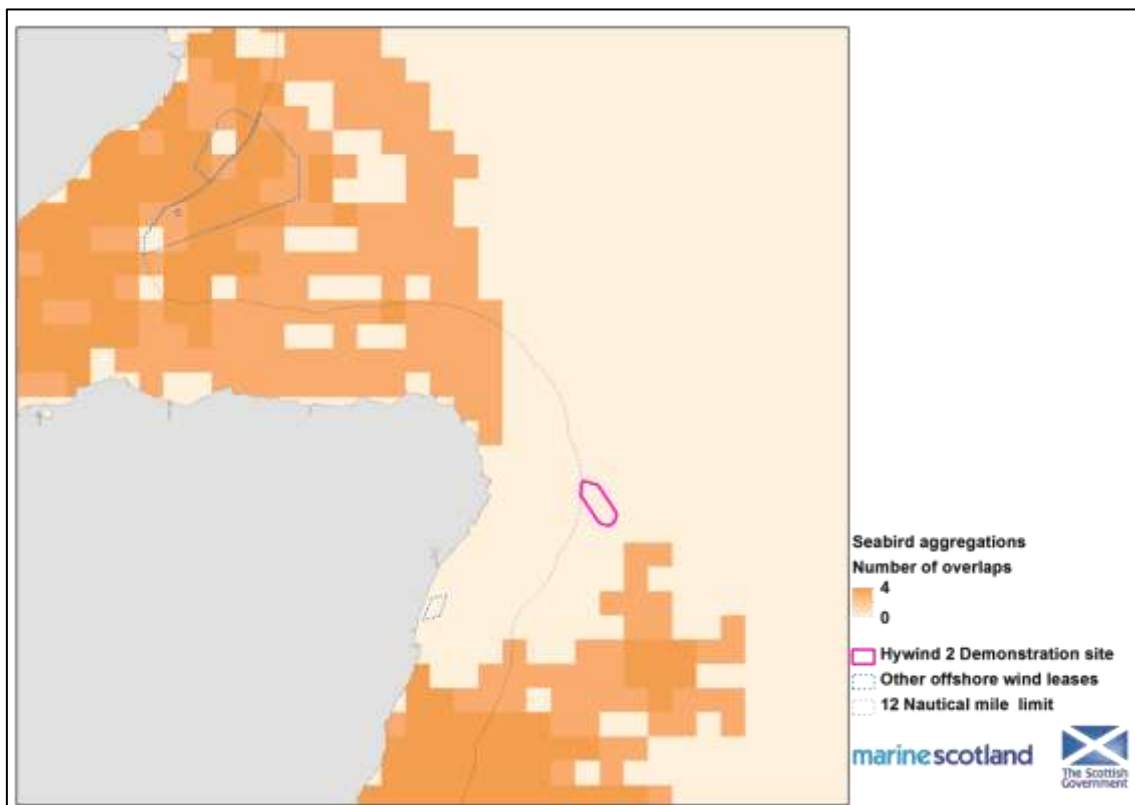 Seabird aggregations
Number of overlaps
4
0
Hywind 2 Demonstration site
Other offshore wind leases
12 Nautical mile limit
marinescotland
The Scottish
Government